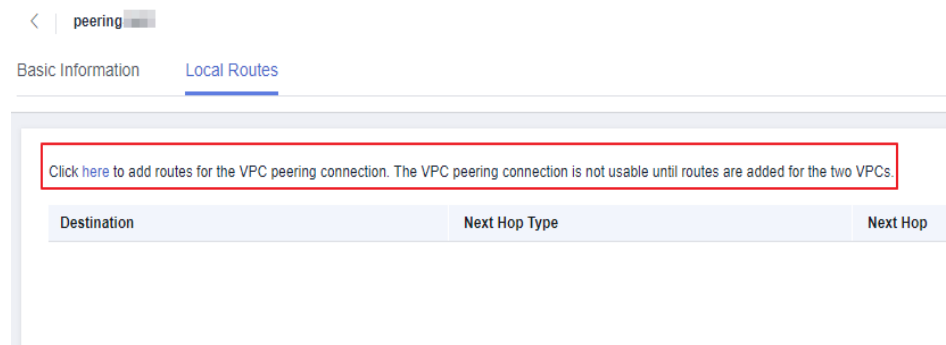 peering
Basic Information Local Routes
Click here to add routes for the VPC peering connection. The VPC peering connection is not usable until routes are added for the two VPCs.
Destination Next Hop Type Next Hop